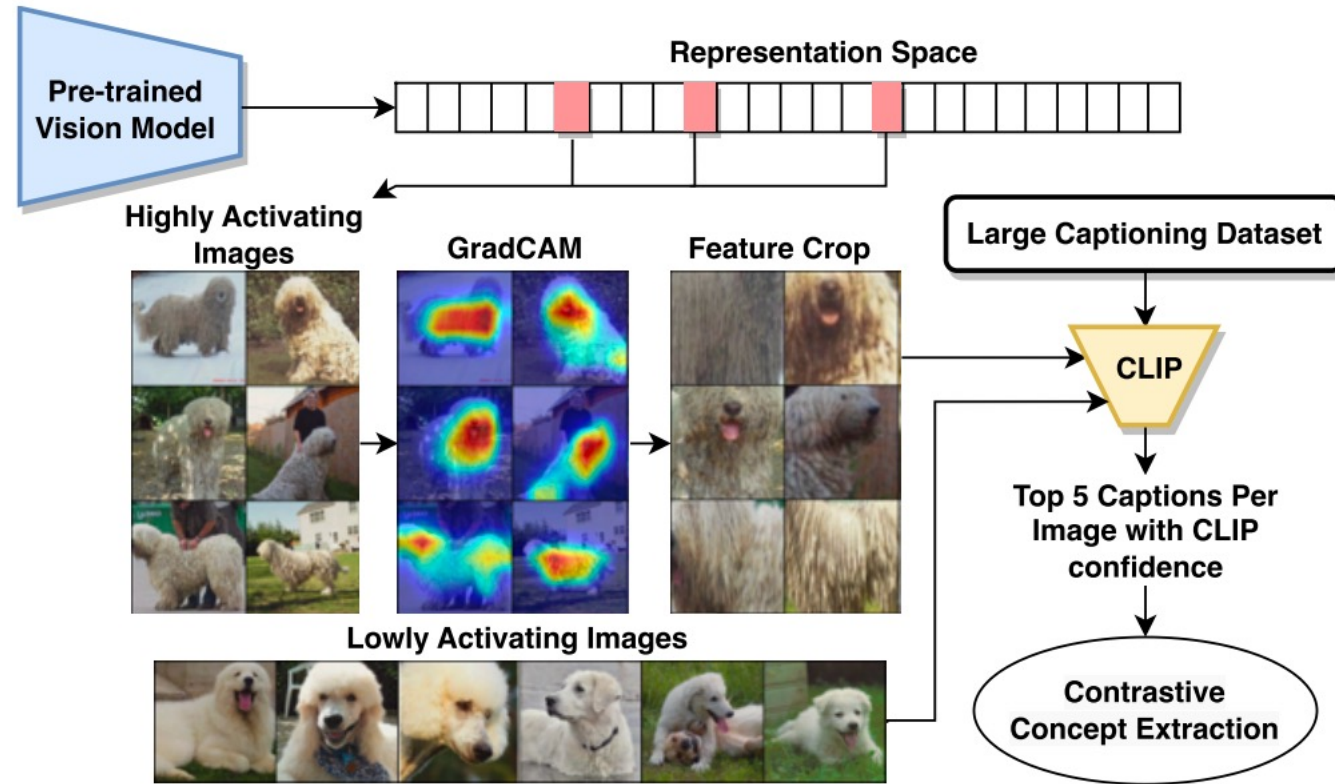 Pre-trained
Vision Model
Representation Space
Highly Activating
Images
GradCAM
Feature Crop
Large Captioning Dataset
CLIP
Top 5 Captions Per
Image with CLIP
confidence
Lowly Activating Images
Contrastive
Concept Extraction